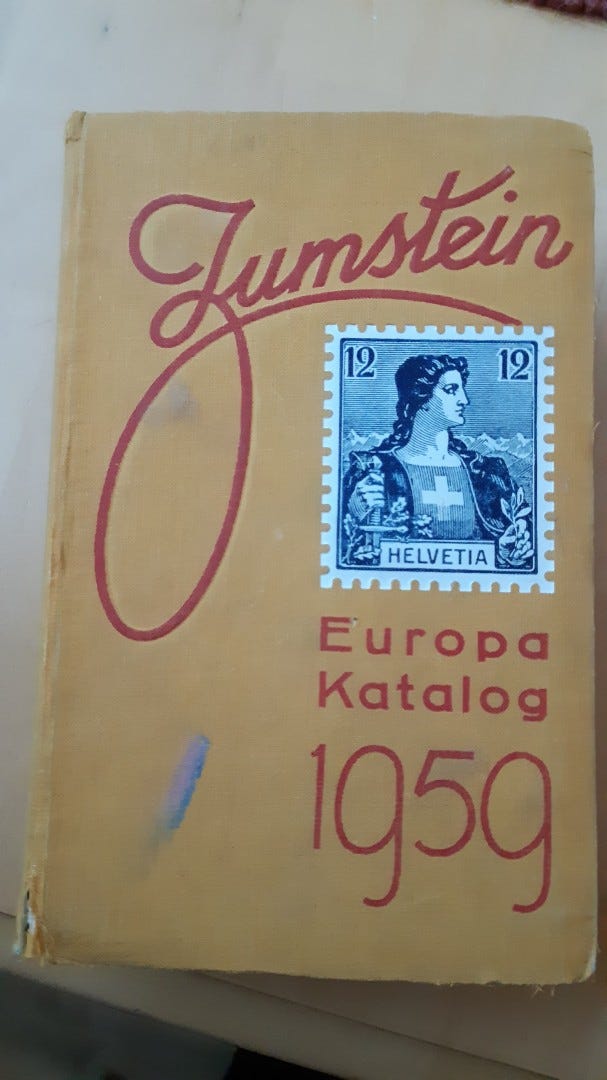 Zumstein
12 12
HELVETIA
Europa
Katalog
1959